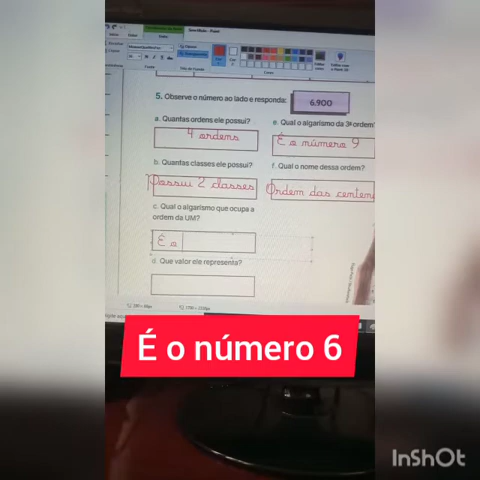 5. Observe o número ao lado e responda:
6.900
a. Quantas ordens ele possui?
4 ordens
e. Qual o algarismo da 3ª ordem
É o número 9
b. Quantas classes ele possui?
Possui 2 classes
f. Qual o nome dessa ordem?
Ordem das centen
c. Qual o algarismo que ocupa a
ordem da UM?
É o
d. Que valor ele representa?
É o número 6
InShOt